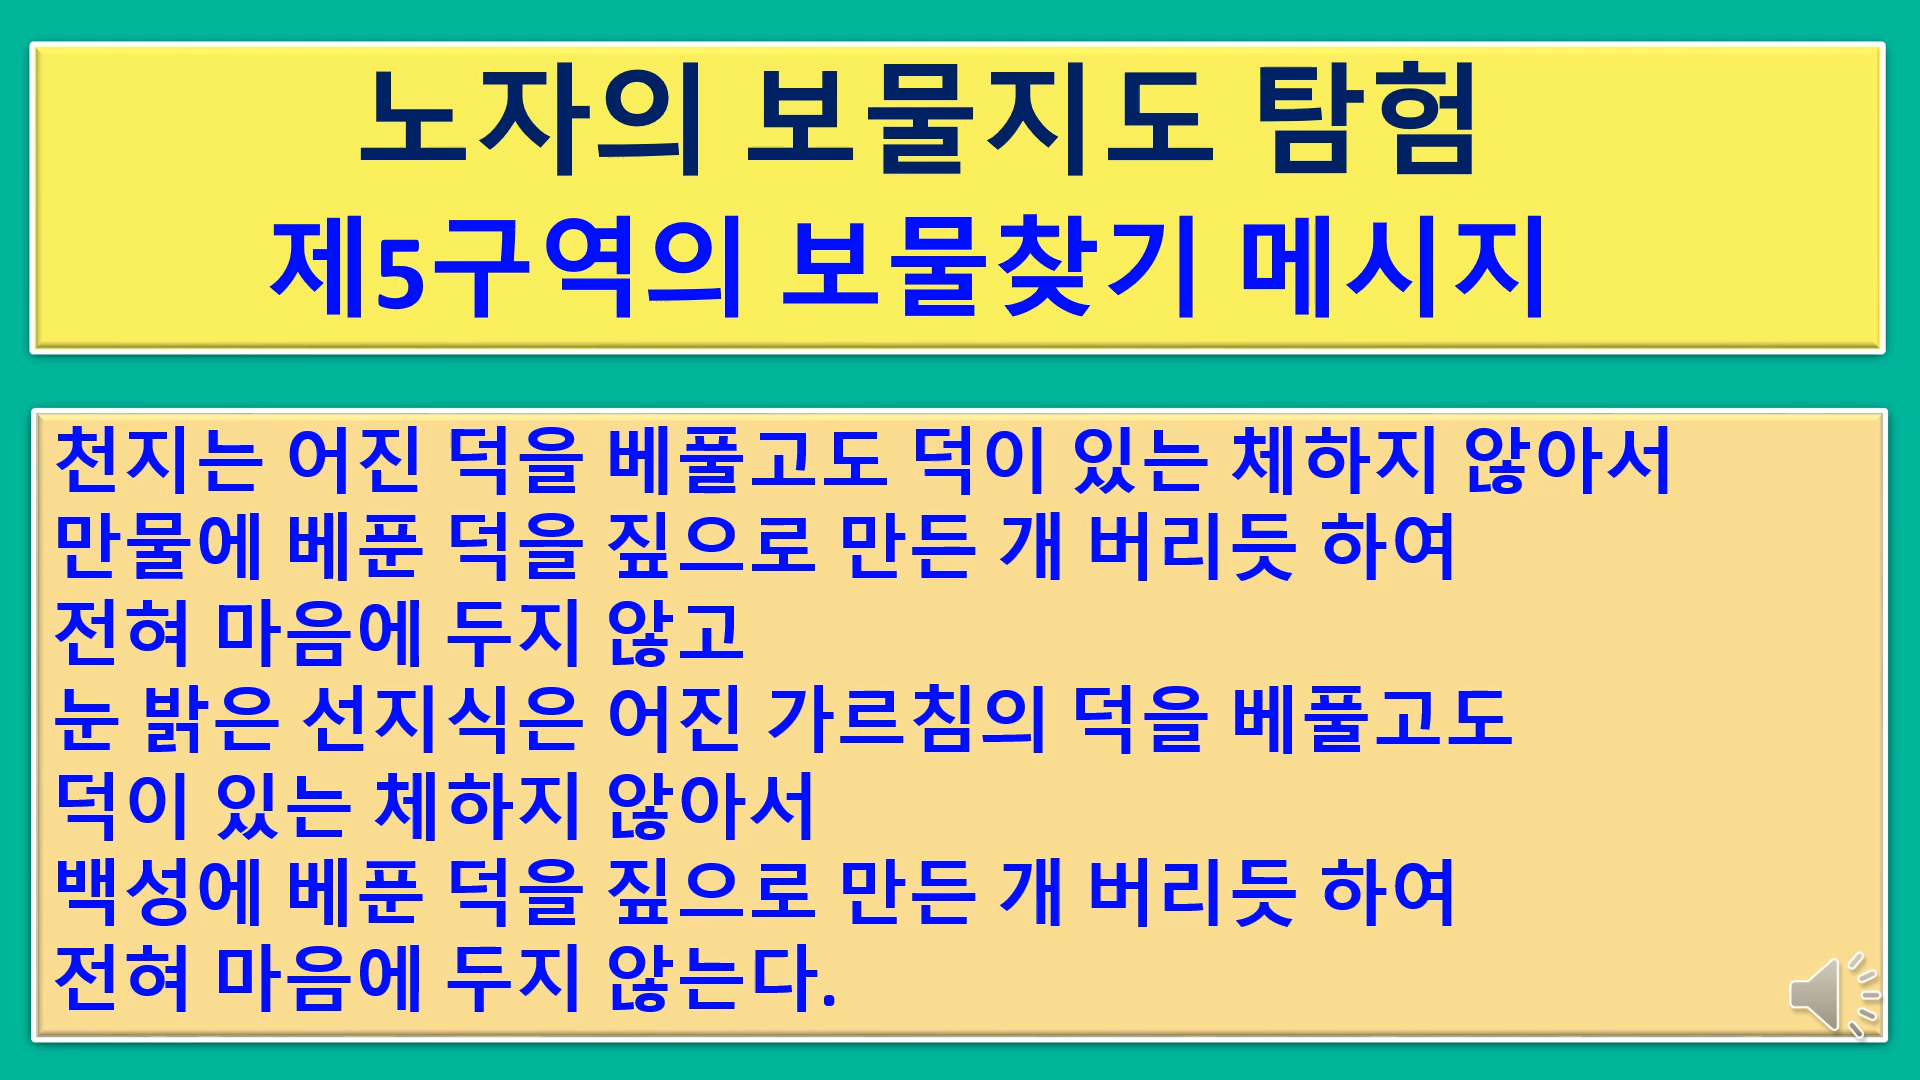 노자의 보물지도 탐험
제5구역의 보물찾기 메시지
천지는 어진 덕을 베풀고도 덕이 있는 체하지 않아서
만물에 베푼 덕을 짚으로 만든 개 버리듯 하여
전혀 마음에 두지 않고
눈 밝은 선지식은 어진 가르침의 덕을 베풀고도
덕이 있는 체하지 않아서
백성에 베푼 덕을 짚으로 만든 개 버리듯 하여
전혀 마음에 두지 않는다.